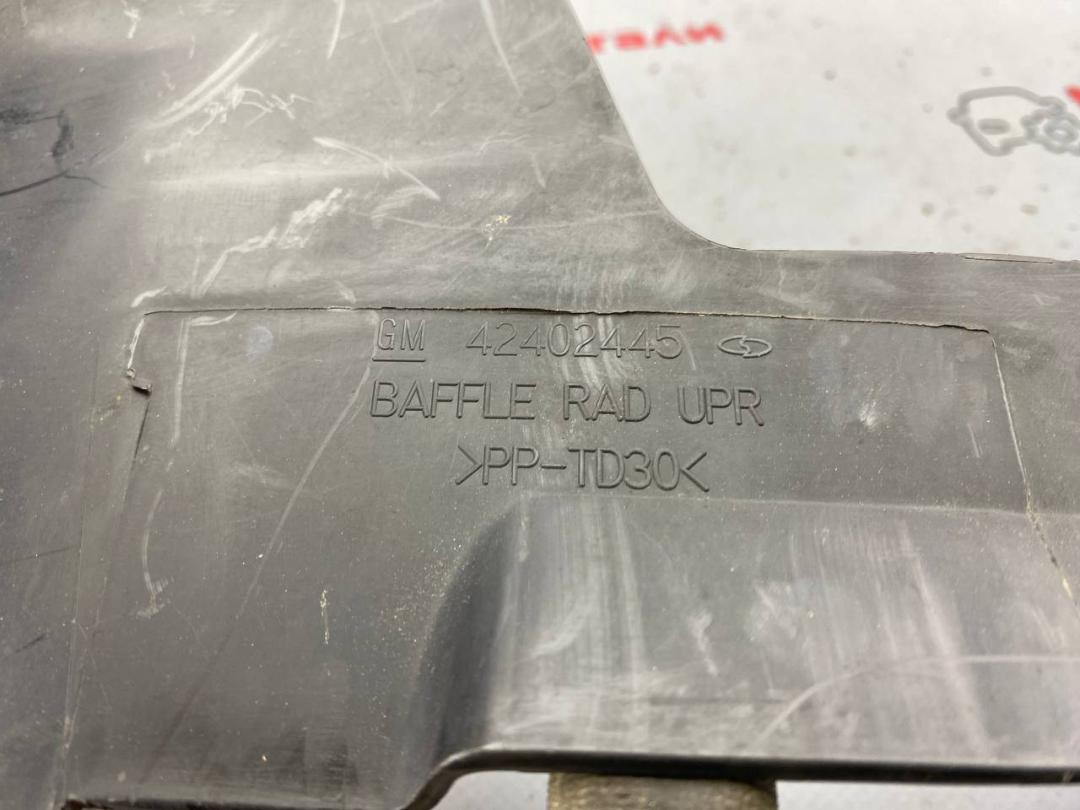 GM 42402445
BAFFLE RAD UPR
>PP-TD30<